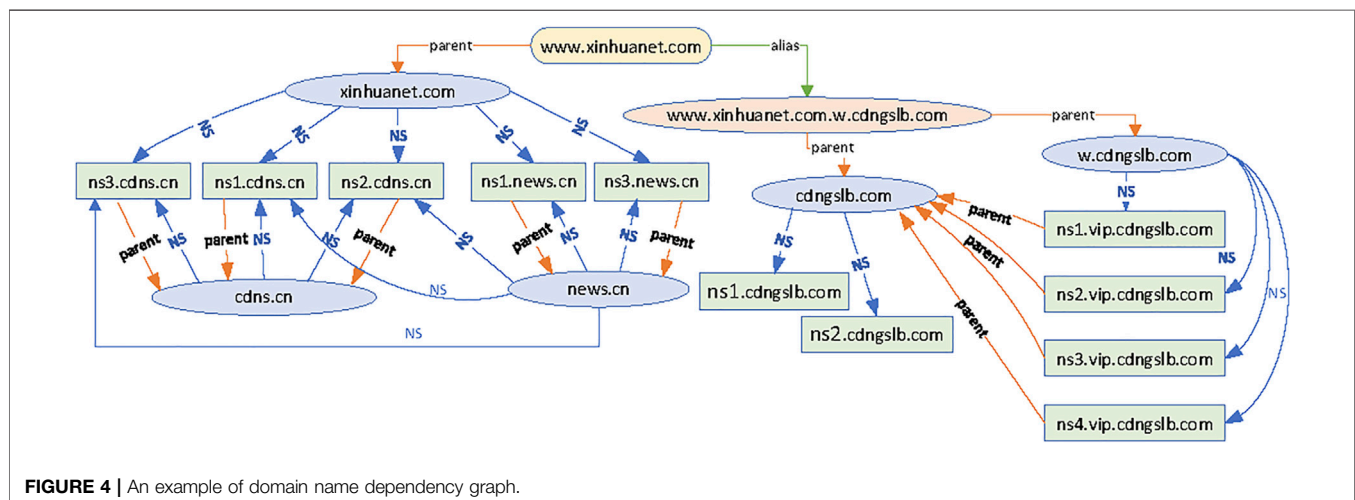 www.xinhuanet.com
parent
alias
xinhuanet.com
www.xinhuanet.com.w.cdngslb.com
parent
parent
w.cdngslb.com
NS
NS
NS
NS
NS
ns3.cdns.cn
ns1.cdns.cn
ns2.cdns.cn
ns1.news.cn
ns3.news.cn
cdngslb.com
NS
parent
NS
parent
NS
NS
parent
NS
parent
NS
NS
parent
NS
NS
parent
ns1.vip.cdngslb.com
parent
NS
cdns.cn
NS
news.cn
ns1.cdngslb.com
ns2.vip.cdngslb.com
NS
NS
ns2.cdngslb.com
parent
ns3.vip.cdngslb.com
ns4.vip.cdngslb.com
FIGURE 4 | An example of domain name dependency graph.